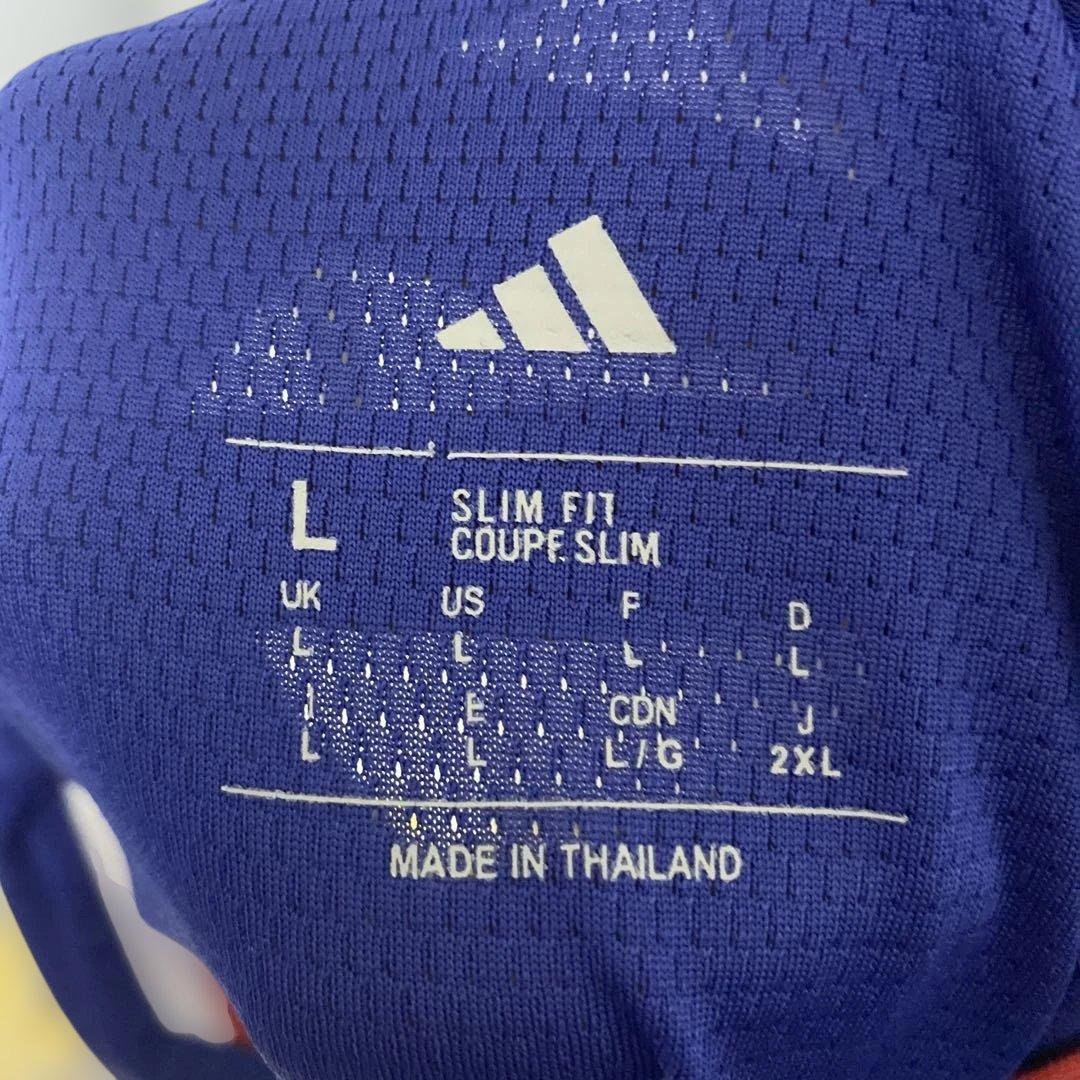 L
SLIM FIT
COUPE SLIM
UK US F D
L L L L
I E CDN J
L L L/G 2XL
MADE IN THAILAND